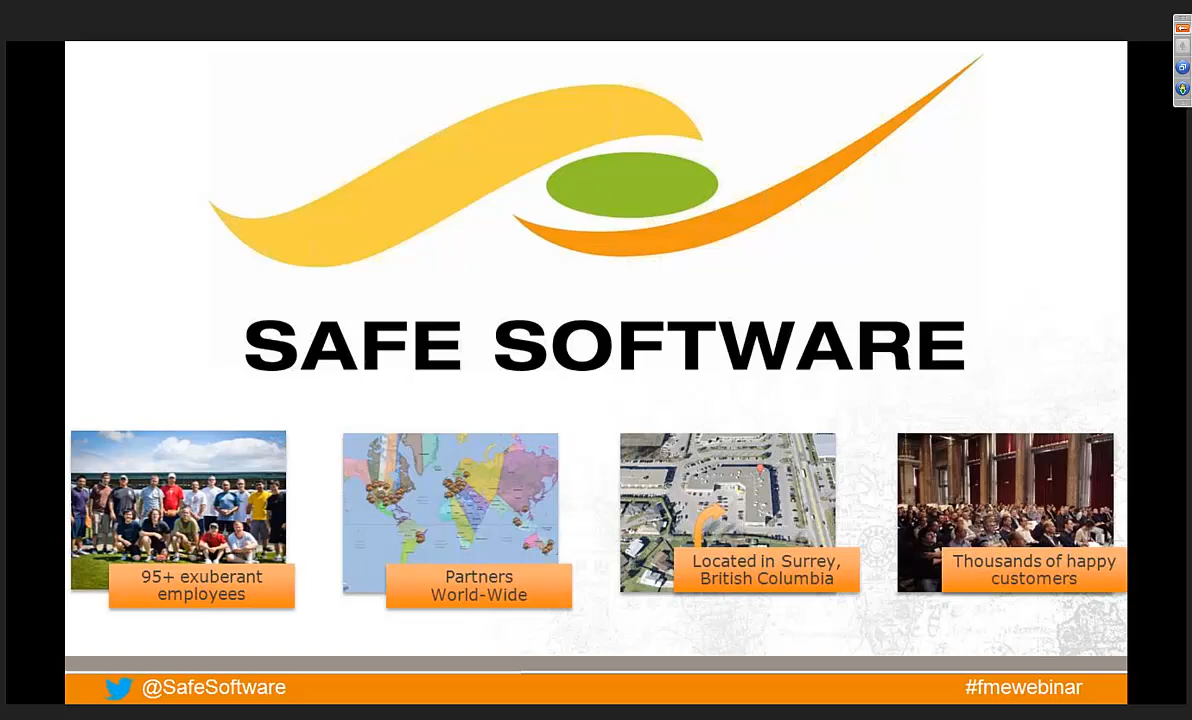 SAFE SOFTWARE
95+ exuberant
employees
Partners
World-Wide
Located in Surrey,
British Columbia
Thousands of happy
customers
@SafeSoftware
#fmewebinar